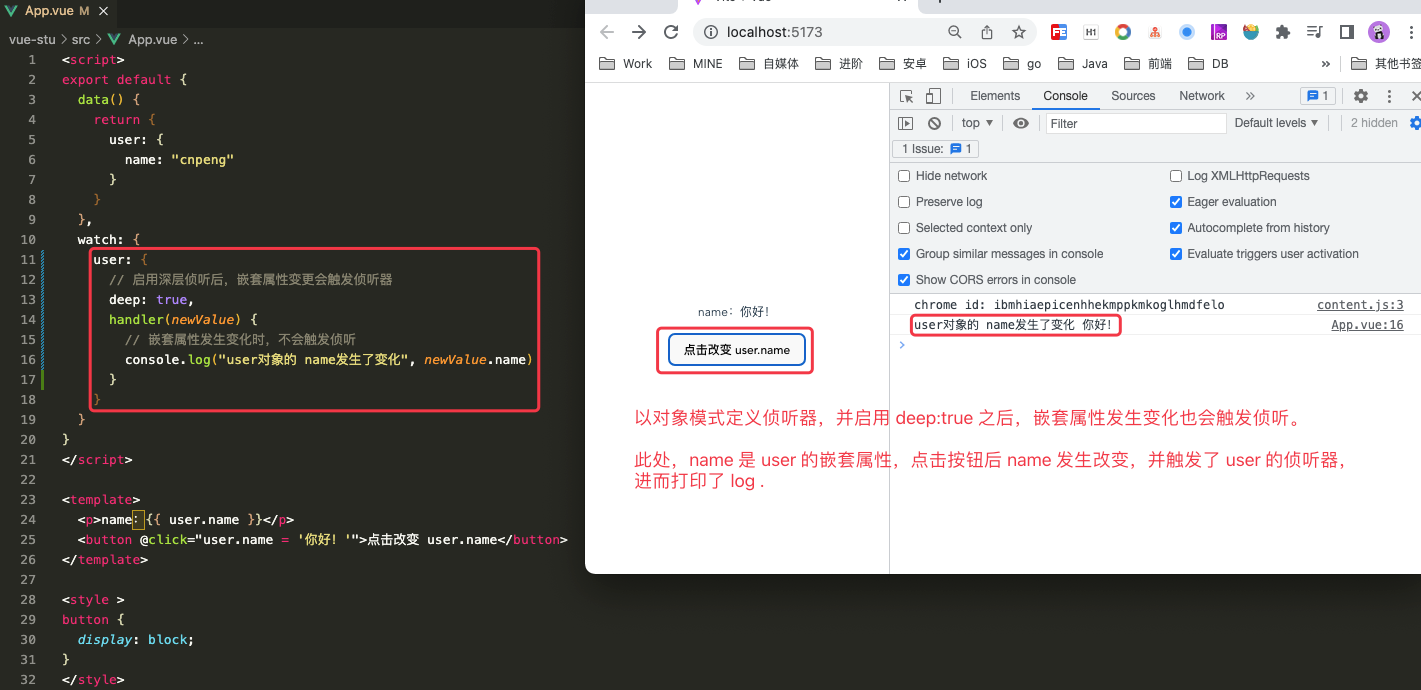 App.vue M
vue-stu > src > App.vue > ...
1 <script>
2 export default {
3 data() {
4 return {
5 user: {
6 name: "cnpeng"
7 }
8 }
9 },
10 watch: {
11 user: {
12 // 启用深层侦听后，嵌套属性变更会触发侦听器
13 deep: true,
14 handler(newValue) {
15 // 嵌套属性发生变化时，不会触发侦听
16 console.log("user对象的 name发生了变化", newValue.name)
17 }
18 }
19 }
20 }
21 </script>
22
23 <template>
24 <p>name：{{ user.name }}</p>
25 <button @click="user.name = '你好！'">点击改变 user.name</button>
26 </template>
27
28 <style >
29 button {
30 display: block;
31 }
32 </style>
localhost:5173
FE H1 RP
Work MINE 自媒体 进阶 安卓 iOS go Java 前端 DB » 其他书签
Elements Console Sources Network » 1
top Filter Default levels 2 hidden
1 Issue: 1
Hide network Log XMLHttpRequests
Preserve log Eager evaluation
Selected context only Autocomplete from history
Group similar messages in console Evaluate triggers user activation
Show CORS errors in console
chrome id: ibmhiaepicenhhekmppkmkoglhmdfelo content.js:3
user对象的 name发生了变化 你好！ App.vue:16
name：你好！
点击改变 user.name
以对象模式定义侦听器，并启用 deep:true 之后，嵌套属性发生变化也会触发侦听。
此处，name 是 user 的嵌套属性，点击按钮后 name 发生改变，并触发了 user 的侦听器，
进而打印了 log .